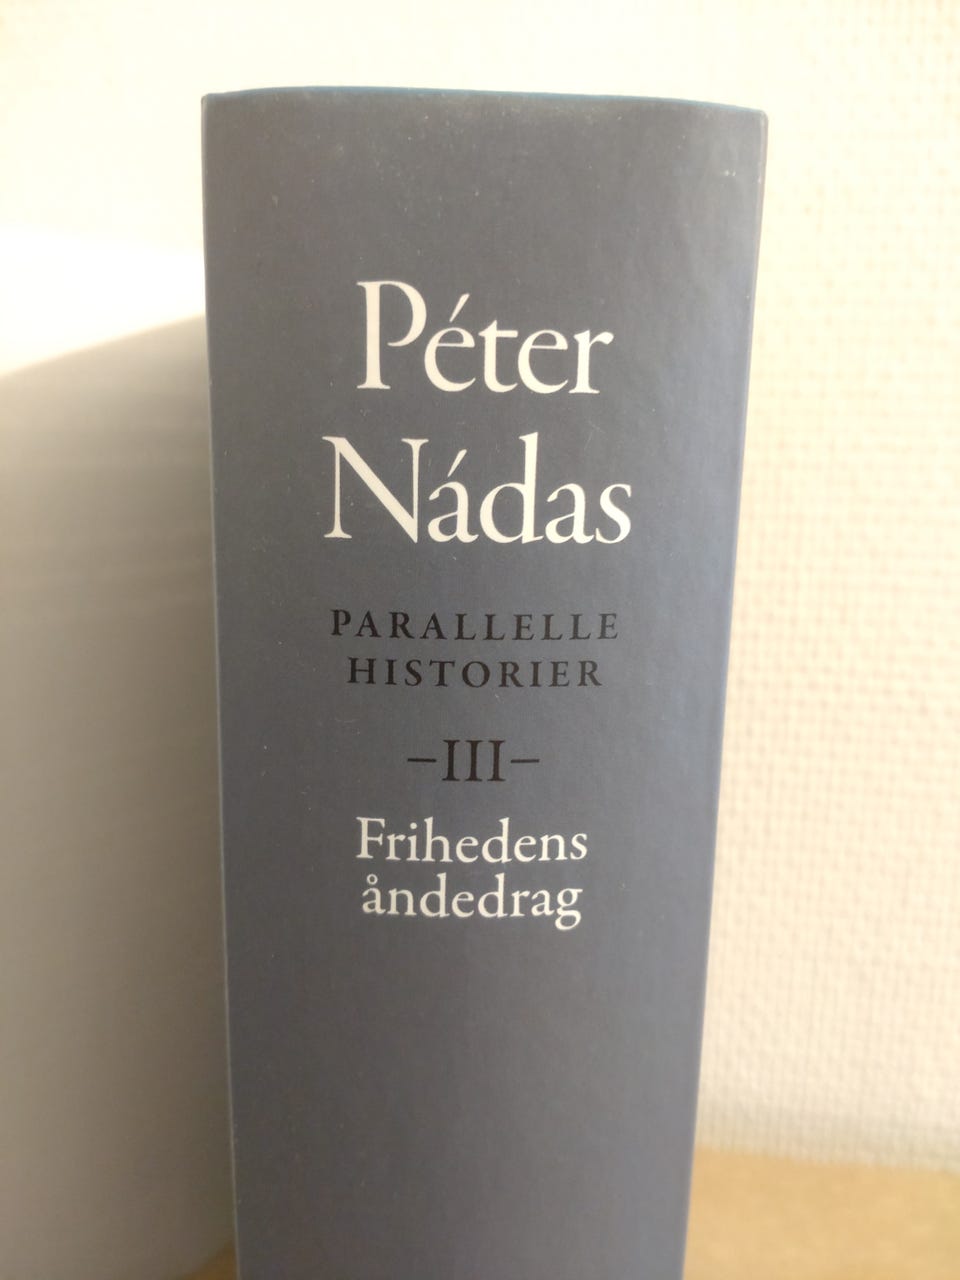 Péter
Nádas
PARALLELLE
HISTORIER
–III–
Frihedens
åndedrag